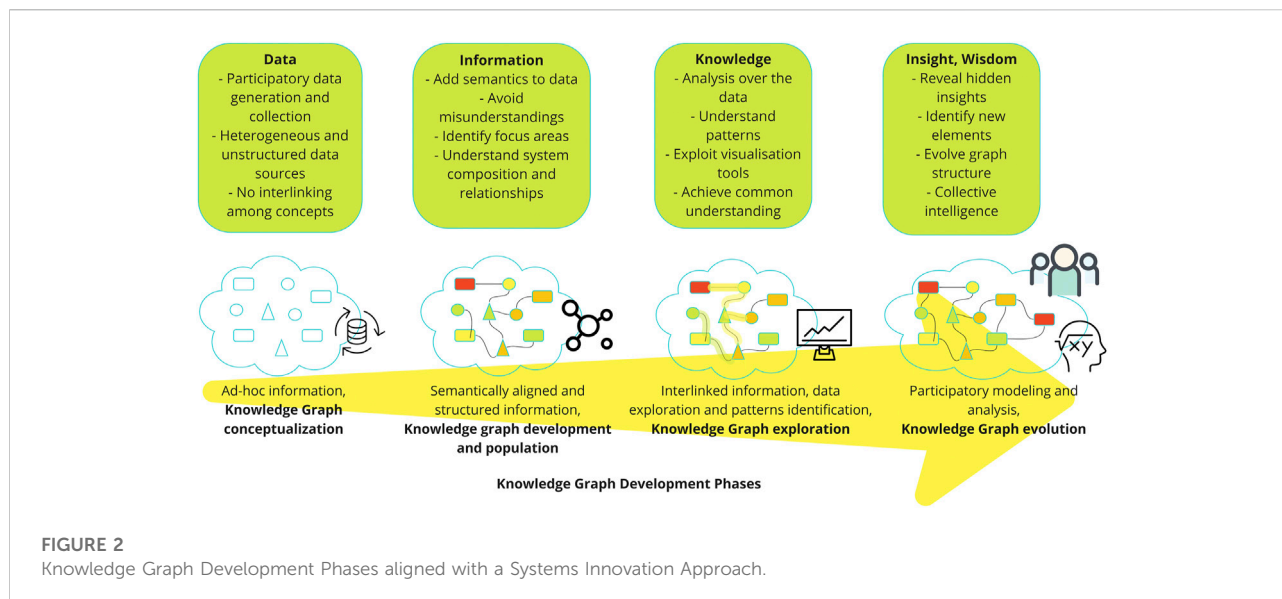 Data
- Participatory data
generation and
collection
- Heterogeneous and
unstructured data
sources
- No interlinking
among concepts
Information
- Add semantics to data
- Avoid
misunderstandings
- Identify focus areas
- Understand system
composition and
relationships
Knowledge
- Analysis over the
data
- Understand
patterns
- Exploit visualisation
tools
- Achieve common
understanding
Insight, Wisdom
- Reveal hidden
insights
- Identify new
elements
- Evolve graph
structure
- Collective
intelligence
xy
Ad-hoc information,
Knowledge Graph
conceptualization
Semantically aligned and
structured information,
Knowledge graph development
and population
Interlinked information, data
exploration and patterns identification,
Knowledge Graph exploration
Participatory modeling and
analysis,
Knowledge Graph evolution
Knowledge Graph Development Phases
FIGURE 2
Knowledge Graph Development Phases aligned with a Systems Innovation Approach.